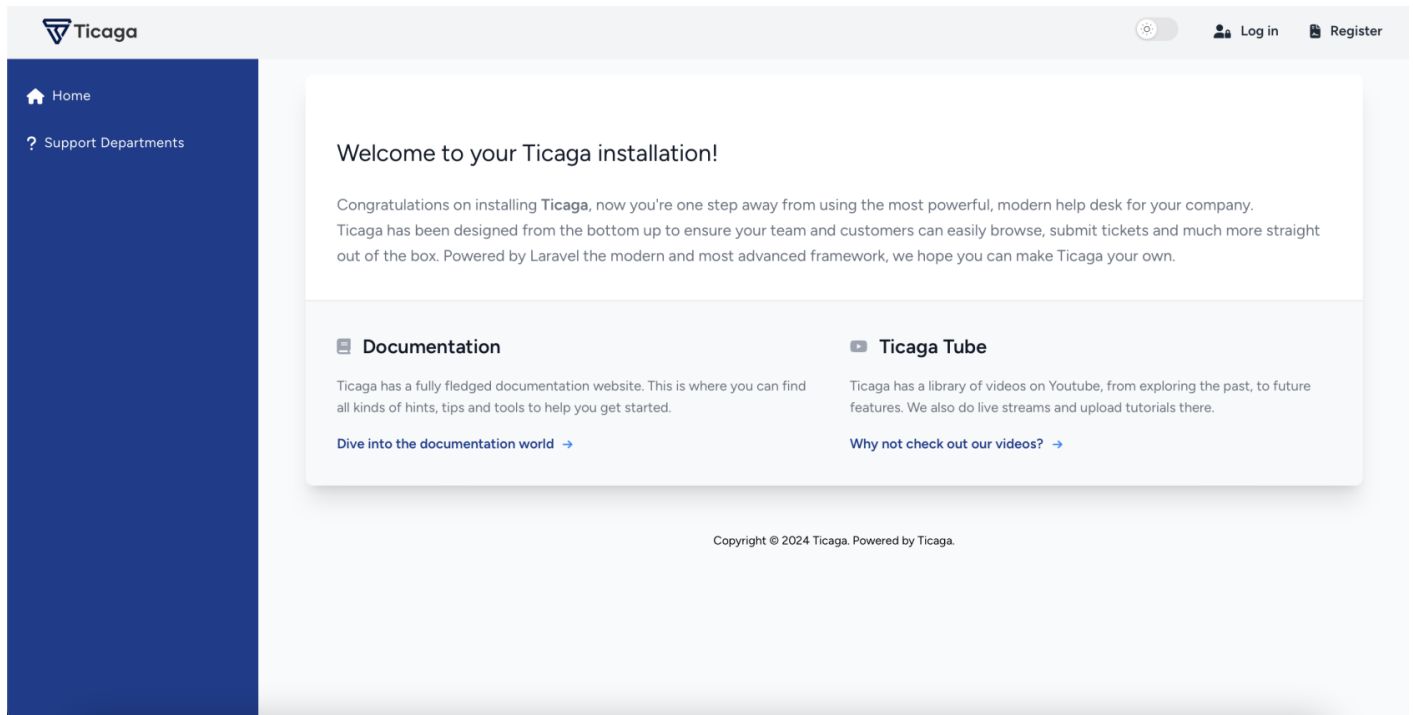 Ticaga
Log in
Register
Home
Support Departments
Welcome to your Ticaga installation!
Congratulations on installing Ticaga, now you're one step away from using the most powerful, modern help desk for your company.
Ticaga has been designed from the bottom up to ensure your team and customers can easily browse, submit tickets and much more straight
out of the box. Powered by Laravel the modern and most advanced framework, we hope you can make Ticaga your own.
Documentation
Ticaga has a fully fledged documentation website. This is where you can find
all kinds of hints, tips and tools to help you get started.
Dive into the documentation world →
Ticaga Tube
Ticaga has a library of videos on Youtube, from exploring the past, to future
features. We also do live streams and upload tutorials there.
Why not check out our videos? →
Copyright © 2024 Ticaga. Powered by Ticaga.